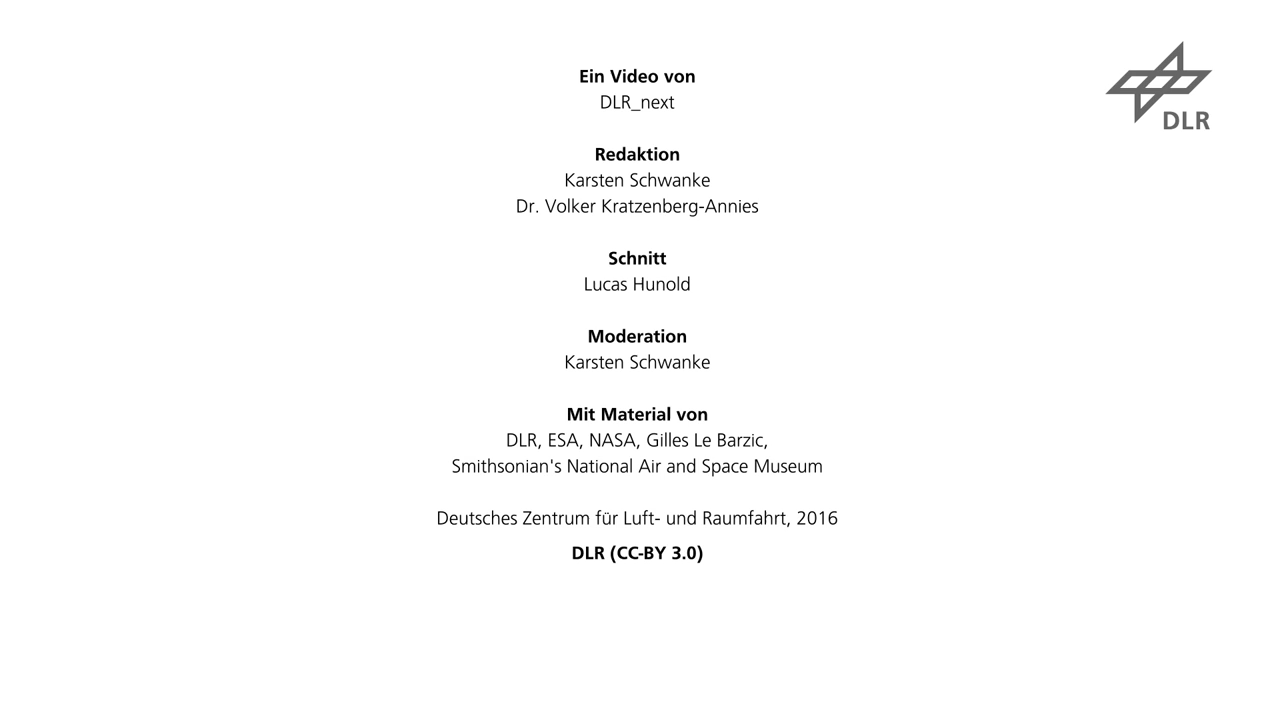 Ein Video von
DLR_next
Redaktion
Karsten Schwanke
Dr. Volker Kratzenberg-Annies
Schnitt
Lucas Hunold
Moderation
Karsten Schwanke
Mit Material von
DLR, ESA, NASA, Gilles Le Barzic,
Smithsonian's National Air and Space Museum
Deutsches Zentrum für Luft- und Raumfahrt, 2016
DLR (CC-BY 3.0)
DLR